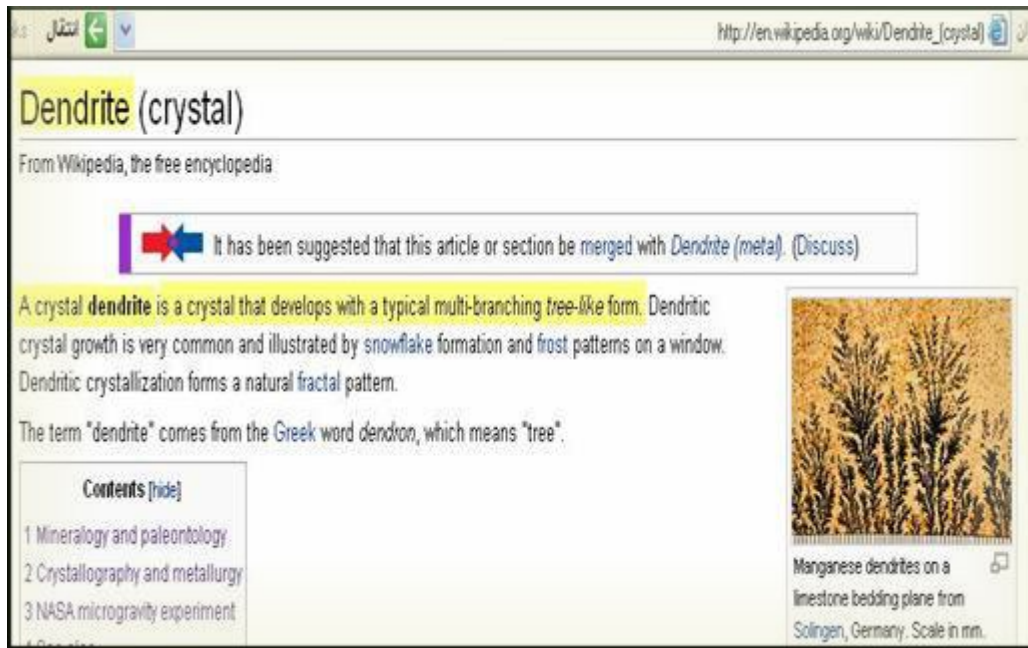 انتقال
http://en.wikipedia.org/wiki/Dendrite_(crystal)
Dendrite (crystal)
From Wikipedia, the free encyclopedia
It has been suggested that this article or section be merged with Dendrite (metal). (Discuss)
A crystal dendrite is a crystal that develops with a typical multi-branching tree-like form. Dendritic
crystal growth is very common and illustrated by snowflake formation and frost patterns on a window.
Dendritic crystallization forms a natural fractal pattern.
The term "dendrite" comes from the Greek word dendron, which means "tree".
Contents [hide]
1 Mineralogy and paleontology
2 Crystallography and metallurgy
3 NASA microgravity experiment
Manganese dendrites on a
limestone bedding plane from
Solingen, Germany. Scale in mm.